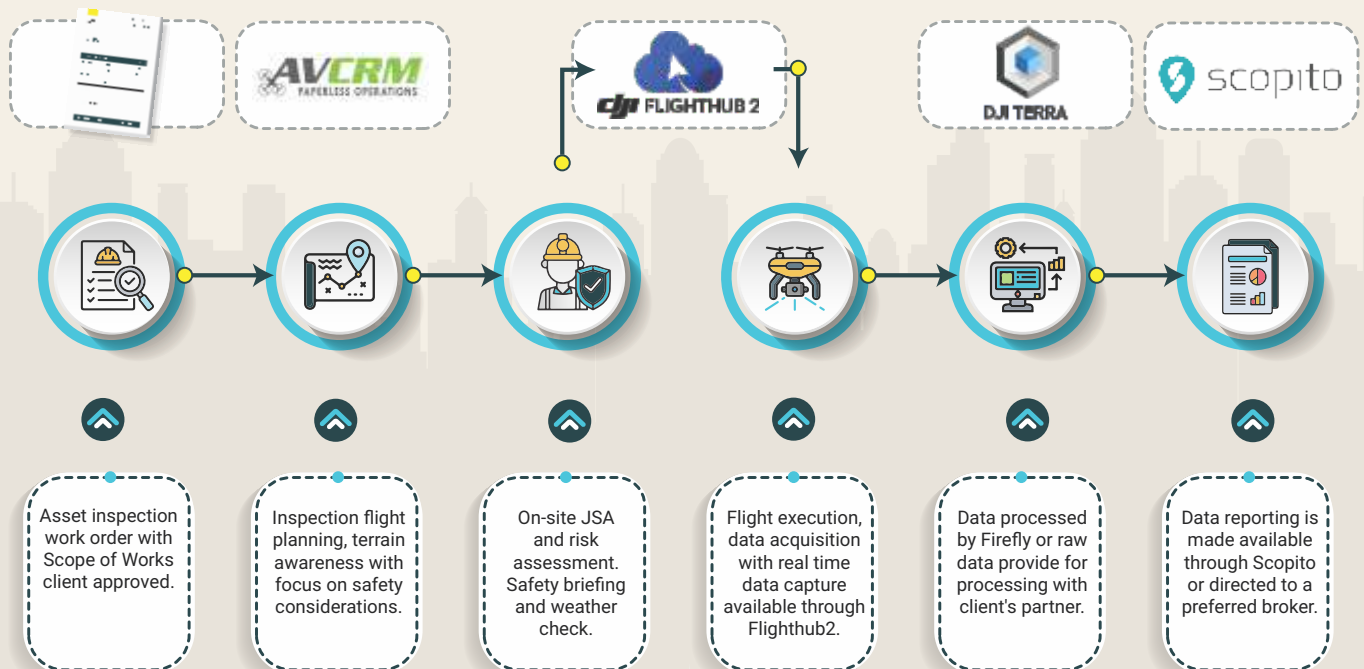 AVCRM
PAPERLESS OPERATIONS
dji FLIGHTHUB 2
DJI TERRA
scopito
Asset inspection
work order with
Scope of Works
client approved.
Inspection flight
planning, terrain
awareness with
focus on safety
considerations.
On-site JSA
and risk
assessment.
Safety briefing
and weather
check.
Flight execution,
data acquisition
with real time
data capture
available through
Flighthub2.
Data processed
by Firefly or raw
data provide for
processing with
client's partner.
Data reporting is
made available
through Scopito
or directed to a
preferred broker.